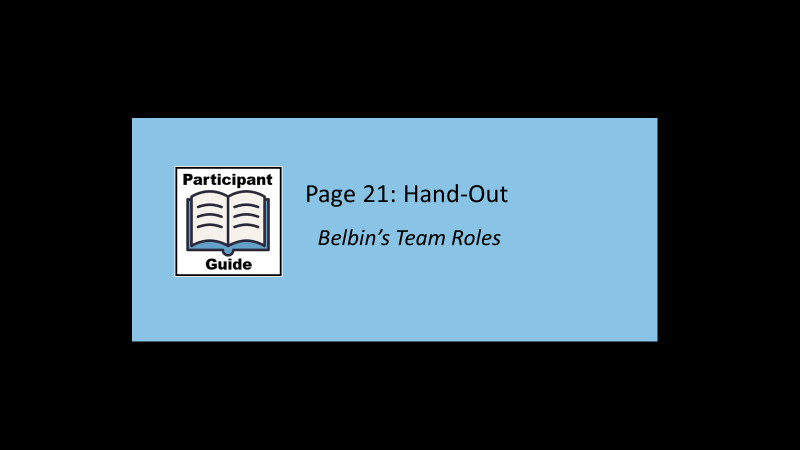 Participant
Guide
Page 21: Hand-Out
Belbin’s Team Roles